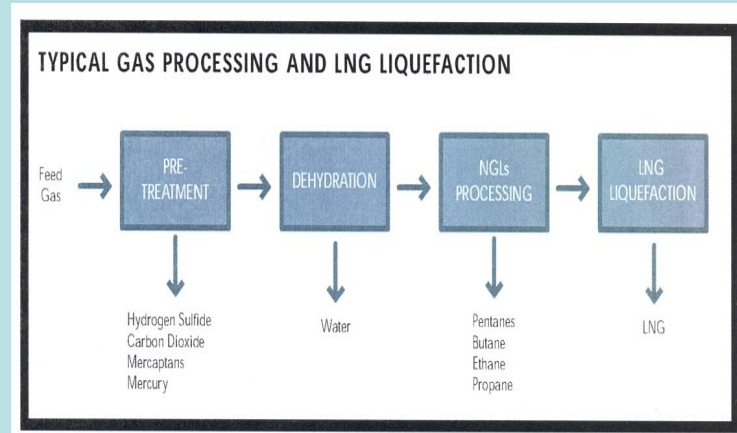 TYPICAL GAS PROCESSING AND LNG LIQUEFACTION
Feed
Gas
PRE-
TREATMENT
DEHYDRATION
NGLs
PROCESSING
LNG
LIQUEFACTION
Hydrogen Sulfide
Carbon Dioxide
Mercaptans
Mercury
Water
Pentanes
Butane
Ethane
Propane
LNG